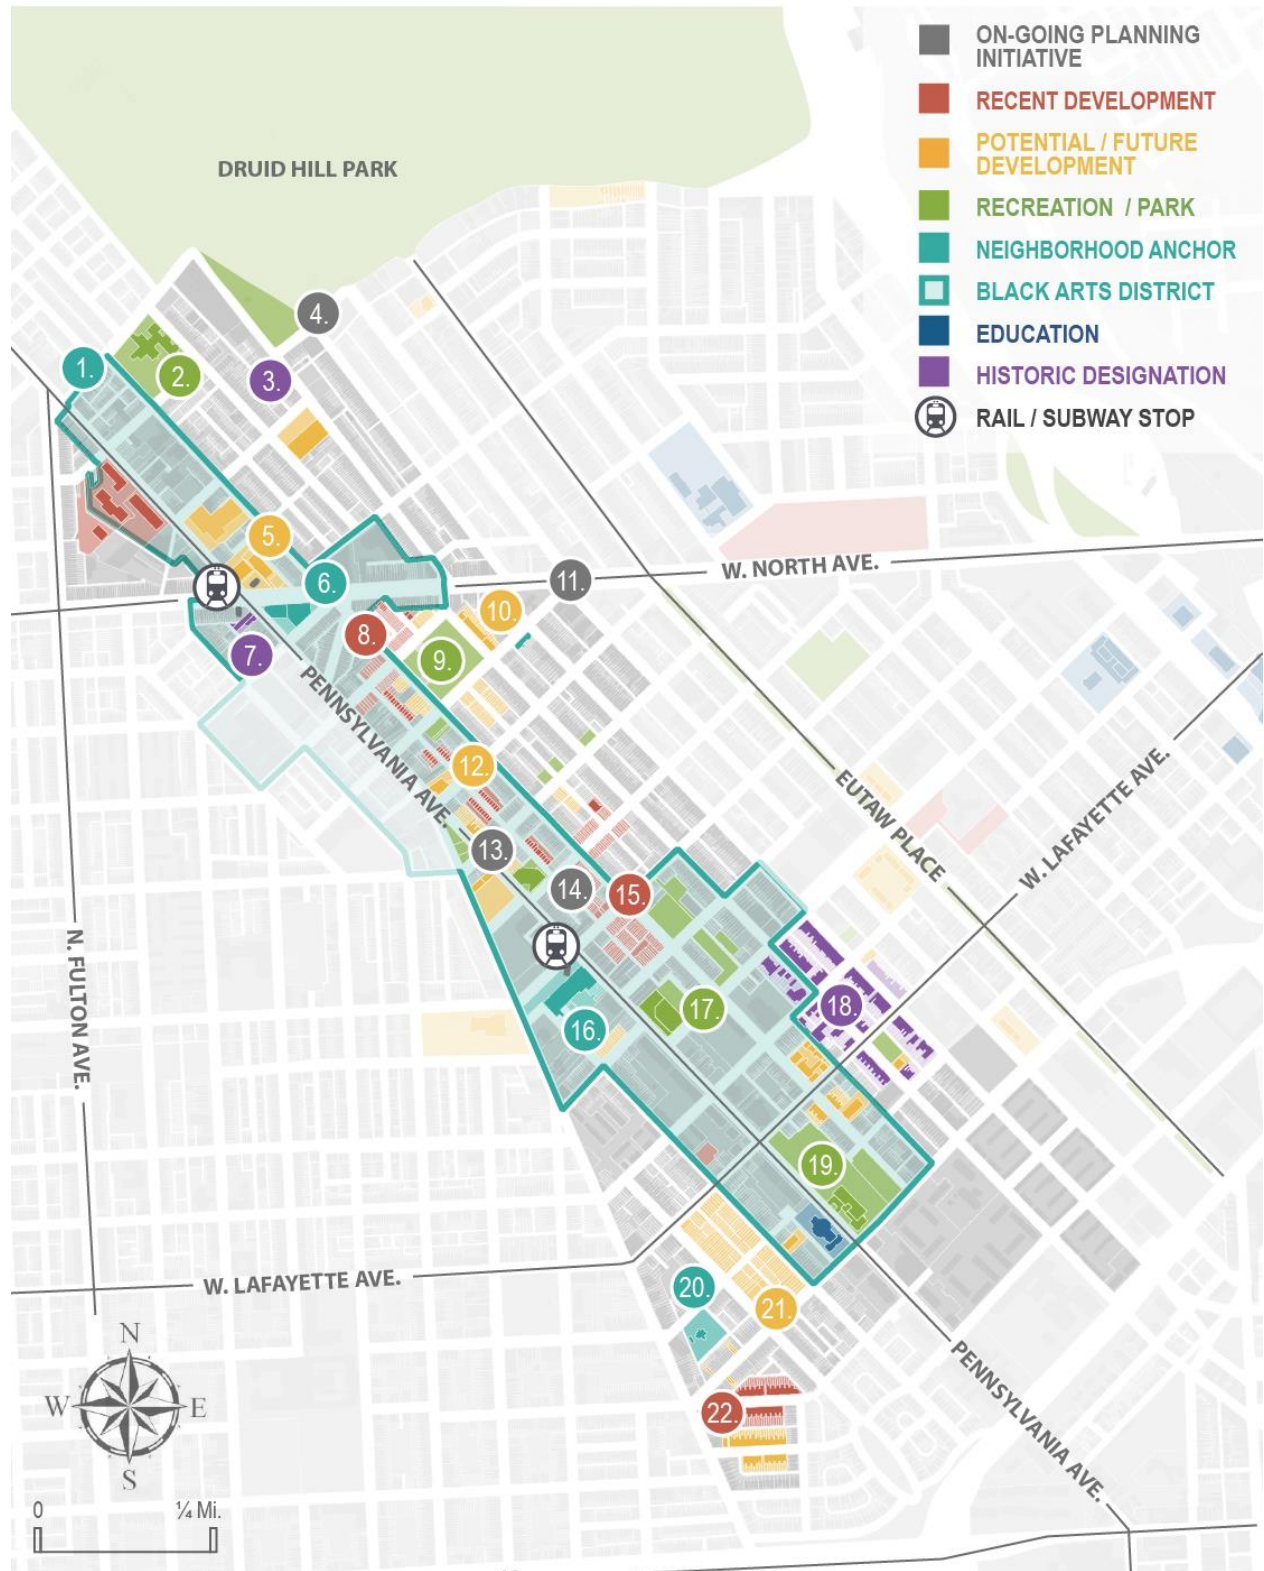 ON-GOING PLANNING
INITIATIVE
RECENT DEVELOPMENT
POTENTIAL / FUTURE
DEVELOPMENT
RECREATION / PARK
NEIGHBORHOOD ANCHOR
BLACK ARTS DISTRICT
EDUCATION
HISTORIC DESIGNATION
RAIL / SUBWAY STOP
DRUID HILL PARK
4.
1.
2.
3.
5.
6.
11.
W. NORTH AVE.
7.
8.
9.
10.
PENNSYLVANIA AVE.
12.
EUTAW PLACE
W. LAFAYETTE AVE.
13.
14.
15.
N. FULTON AVE.
16.
17.
18.
19.
W. LAFAYETTE AVE.
20.
21.
22.
PENNSYLVANIA AVE.
N
W
E
S
0
¼ Mi.